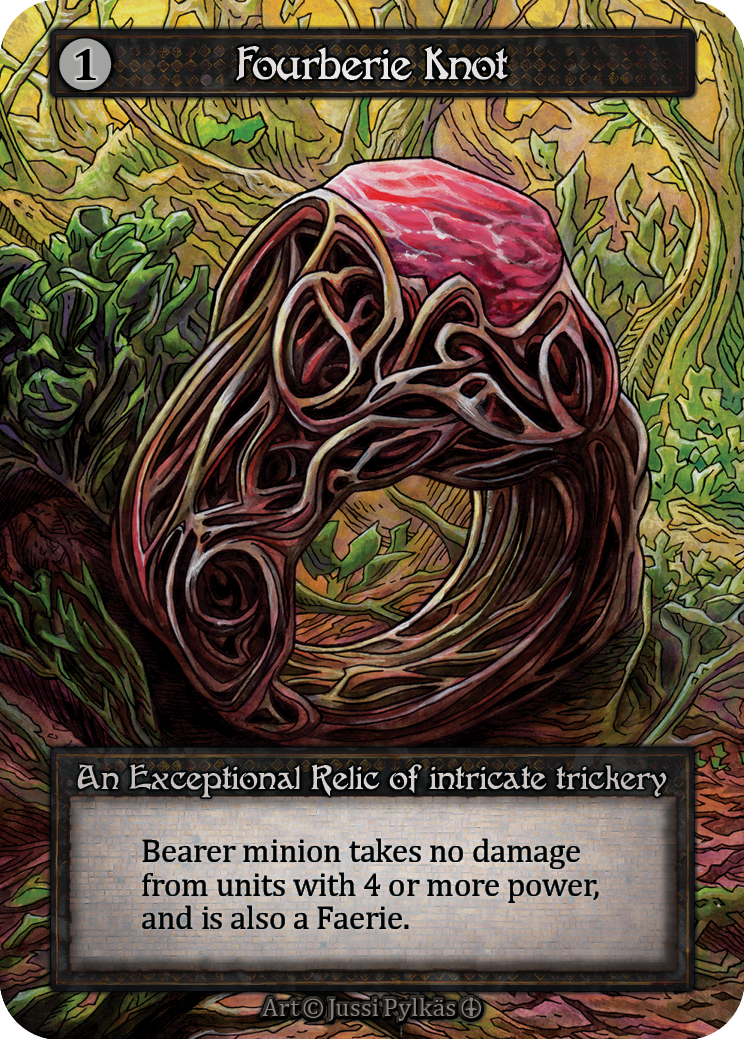 1
Fourberie Knot
An Exceptional Relic of intricate trickery
Bearer minion takes no damage
from units with 4 or more power,
and is also a Faerie.
Art © Jussi Pylkäs